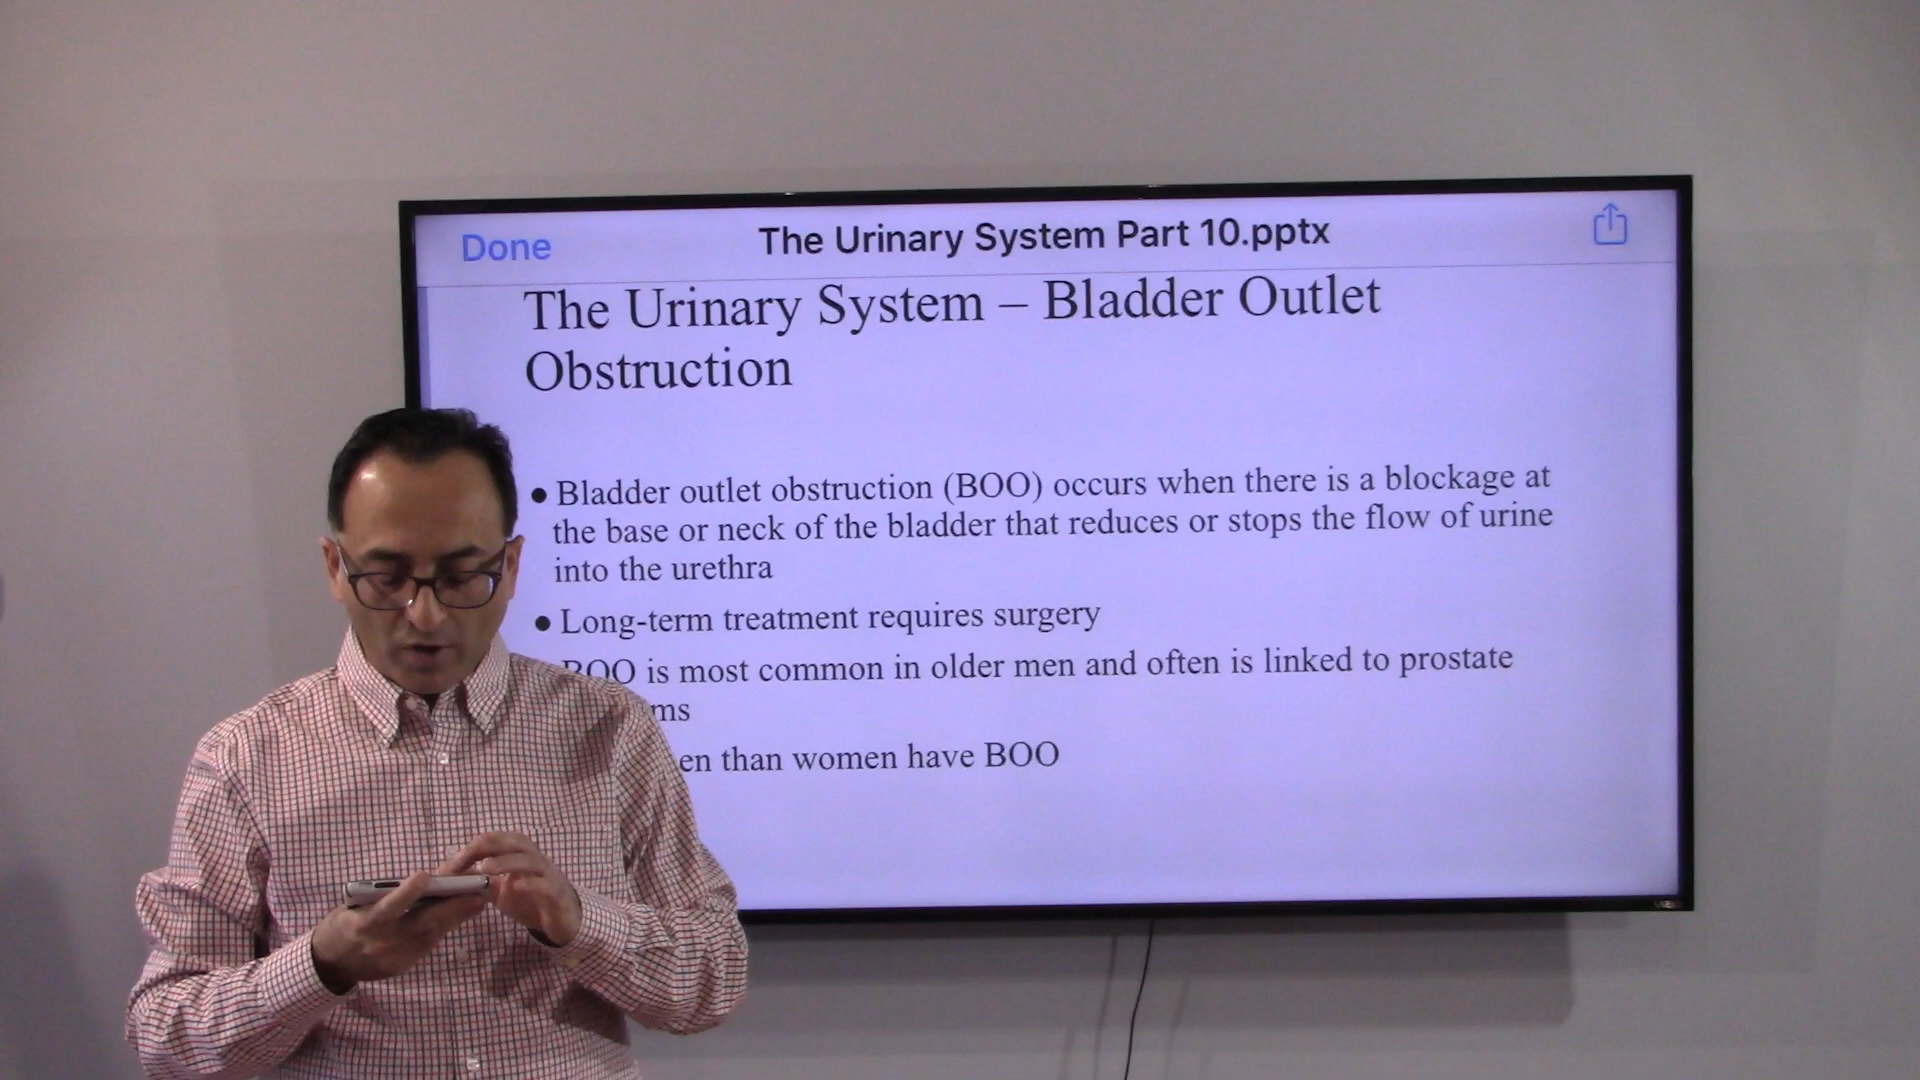 Done
The Urinary System Part 10.pptx
The Urinary System – Bladder Outlet
Obstruction
● Bladder outlet obstruction (BOO) occurs when there is a blockage at
the base or neck of the bladder that reduces or stops the flow of urine
into the urethra
● Long-term treatment requires surgery
BOO is most common in older men and often is linked to prostate
ms
en than women have BOO